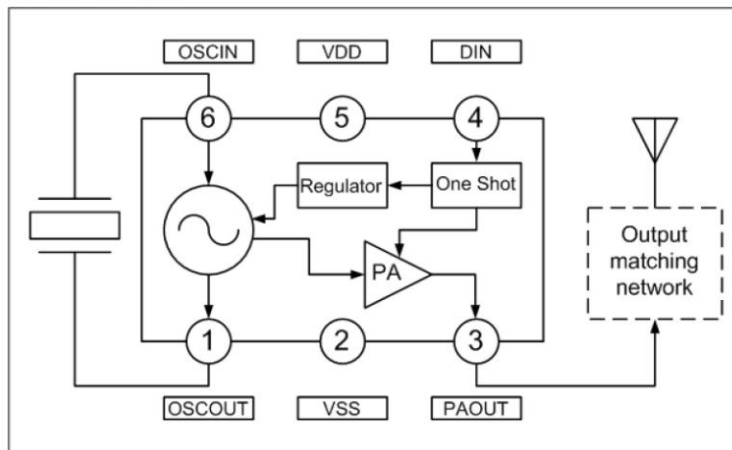 OSCIN
VDD
DIN
6
5
4
Regulator
One Shot
PA
Output
matching
network
1
2
3
OSCOUT
VSS
PAOUT